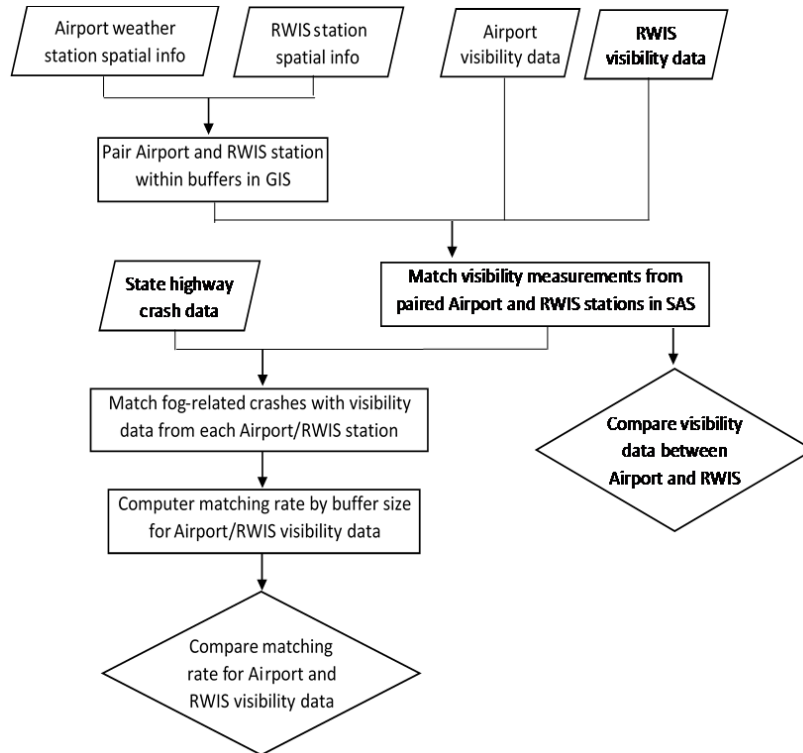 Airport weather
station spatial info
RWIS station
spatial info
Airport
visibility data
RWIS
visibility data
Pair Airport and RWIS station
within buffers in GIS
State highway
crash data
Match visibility measurements from
paired Airport and RWIS stations in SAS
Match fog-related crashes with visibility
data from each Airport/RWIS station
Compare visibility
data between
Airport and RWIS
Computer matching rate by buffer size
for Airport/RWIS visibility data
Compare matching
rate for Airport and
RWIS visibility data